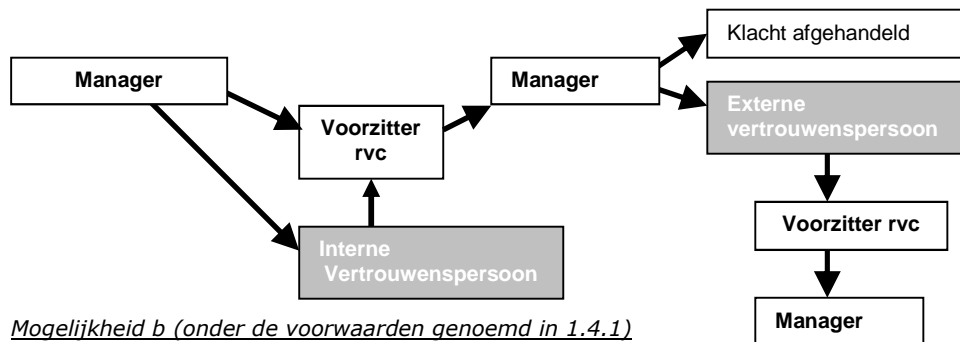 Klacht afgehandeld
Manager
Manager
Externe
vertrouwenspersoon
Voorzitter
rvc
Voorzitter rvc
Interne
Vertrouwenspersoon
Manager
Mogelijkheid b (onder de voorwaarden genoemd in 1.4.1)